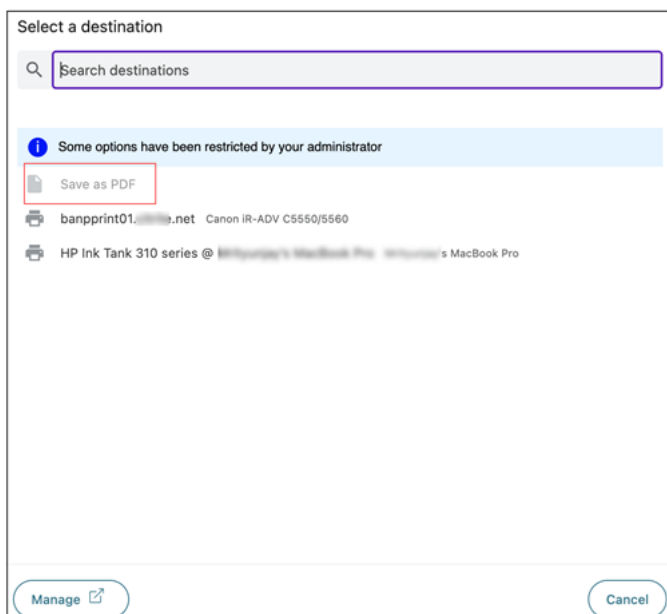 Select a destination
Search destinations
Some options have been restricted by your administrator
Save as PDF
banpprint01. .net Canon iR-ADV C5550/5560
HP Ink Tank 310 series @ 's MacBook Pro
Manage
Cancel